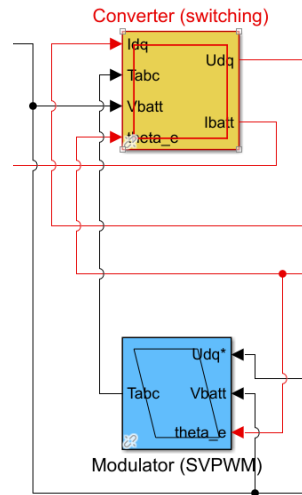 Converter (switching)
Idq
Udq
Tabc
Vbatt
Ibatt
theta_e
Udq*
Tabc
Vbatt
theta_e
Modulator (SVPWM)